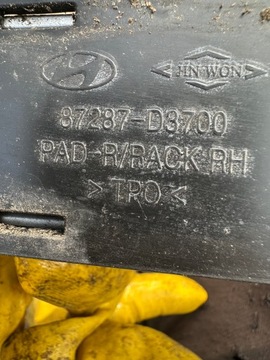 JIN WON
87287-D3700
PAD-R/RACK RH
>TPO<